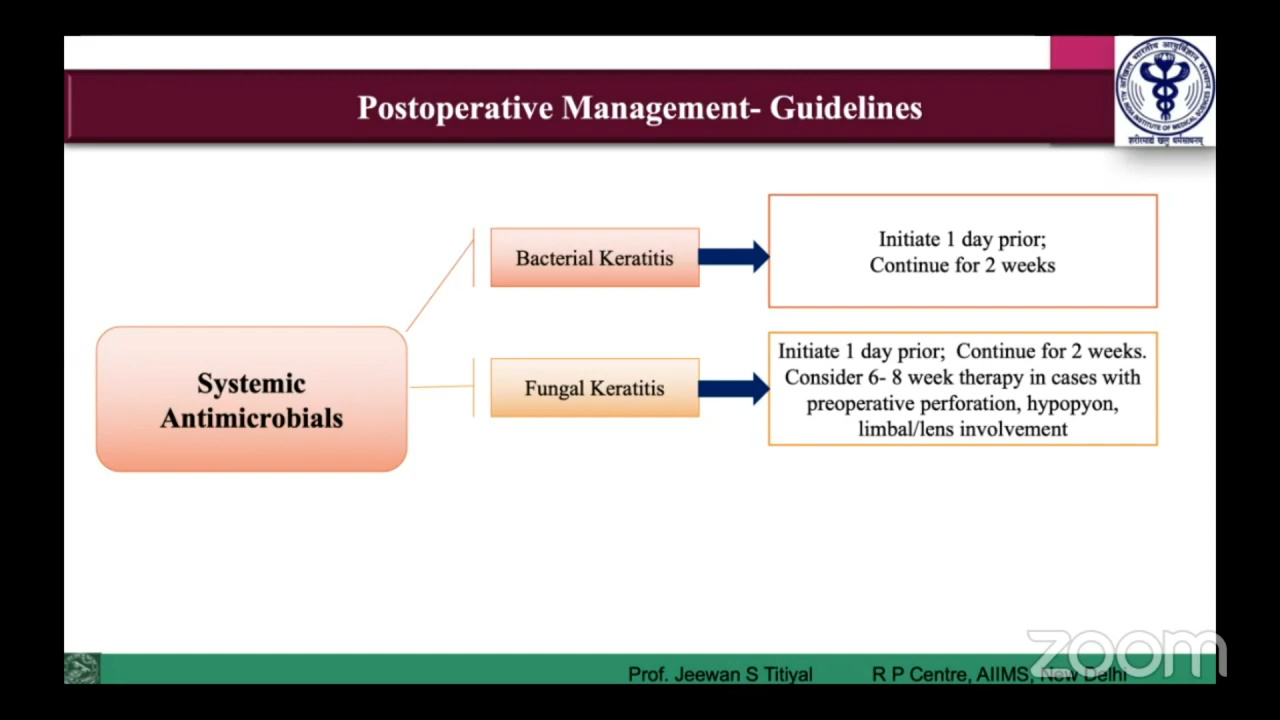 Postoperative Management- Guidelines
Systemic
Antimicrobials
Bacterial Keratitis
Initiate 1 day prior;
Continue for 2 weeks
Fungal Keratitis
Initiate 1 day prior; Continue for 2 weeks.
Consider 6- 8 week therapy in cases with
preoperative perforation, hypopyon,
limbal/lens involvement
Prof. Jeewan S Titiyal
R P Centre, AIIMS, New Delhi
zoom